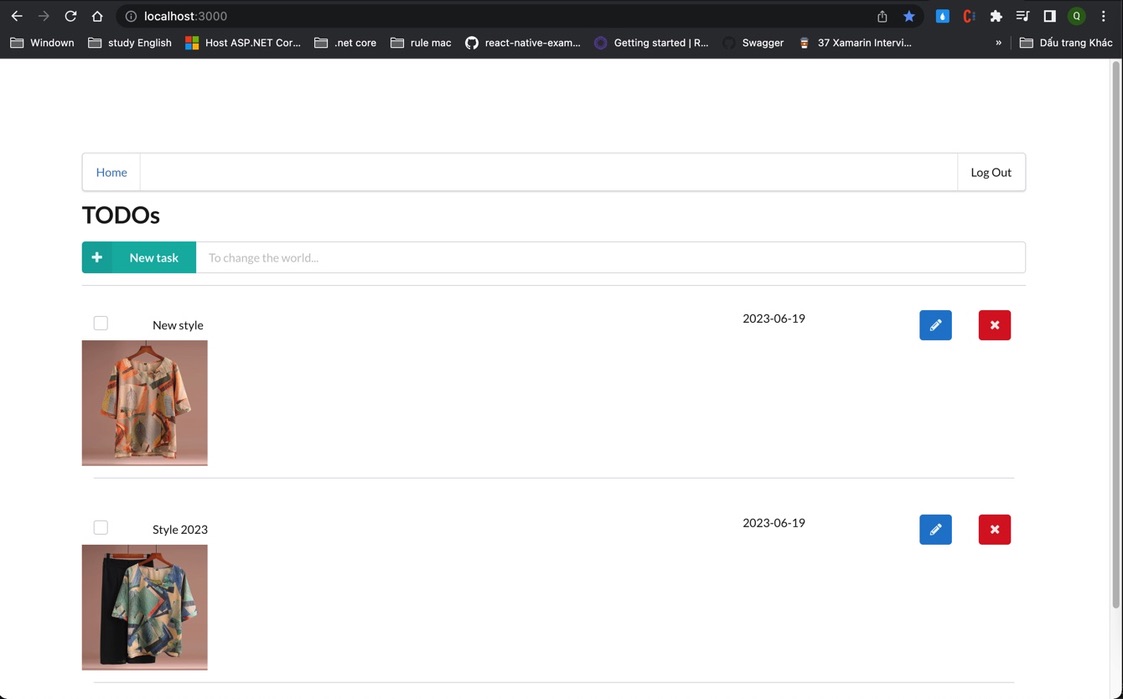 localhost:3000
Q
Window study English Host ASP.NET Cor... .net core rule mac react-native-exam... Getting started | R... Swagger 37 Xamarin Intervi... » Dấu trang Khác
Home Log Out
TODOs
New task To change the world...
New style 2023-06-19
Style 2023 2023-06-19